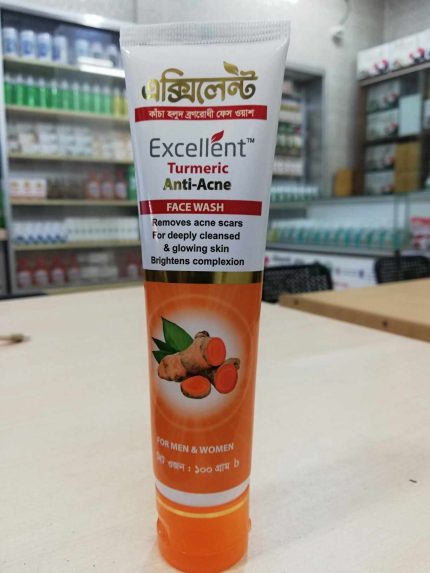 এক্সিলেন্ট
কাঁচা হলুদ ব্রণরোধী ফেস ওয়াশ
Excellent™
Turmeric
Anti-Acne
FACE WASH
Removes acne scars
For deeply cleansed
& glowing skin
Brightens complexion
FOR MEN & WOMEN
নেট ওজন : ১০০ গ্রাম ℮